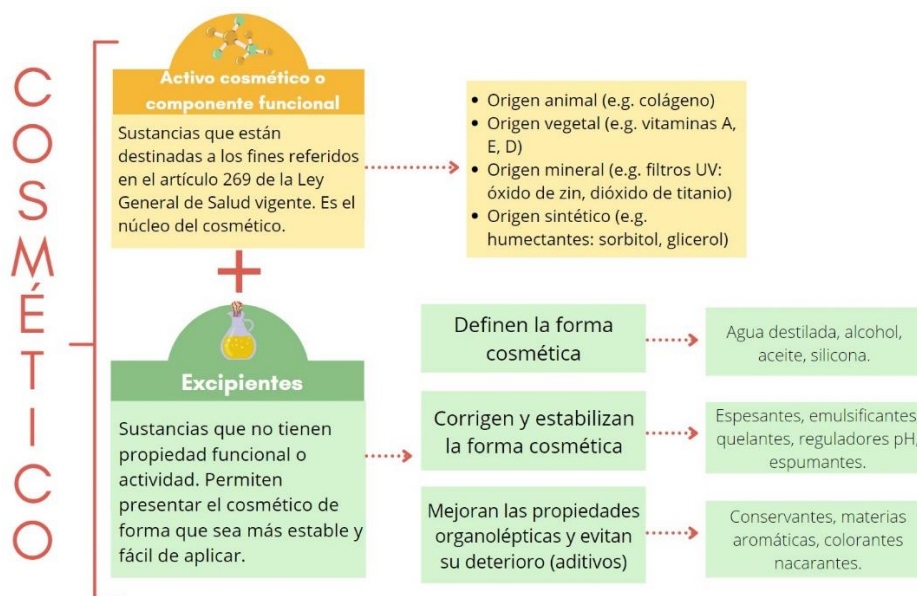 COSMÉTICO
Activo cosmético o
componente funcional
Sustancias que están
destinadas a los fines referidos
en el artículo 269 de la Ley
General de Salud vigente. Es el
núcleo del cosmético.
• Origen animal (e.g. colágeno)
• Origen vegetal (e.g. vitaminas A,
E, D)
• Origen mineral (e.g. filtros UV:
óxido de zin, dióxido de titanio)
• Origen sintético (e.g.
humectantes: sorbitol, glicerol)
+
Excipientes
Sustancias que no tienen
propiedad funcional o
actividad. Permiten
presentar el cosmético de
forma que sea más estable y
fácil de aplicar.
Definen la forma
cosmética
Agua destilada, alcohol,
aceite, silicona.
Corrigen y estabilizan
la forma cosmética
Espesantes, emulsificantes
quelantes, reguladores pH,
espumantes.
Mejoran las propiedades
organolépticas y evitan
su deterioro (aditivos)
Conservantes, materias
aromáticas, colorantes
nacarantes.